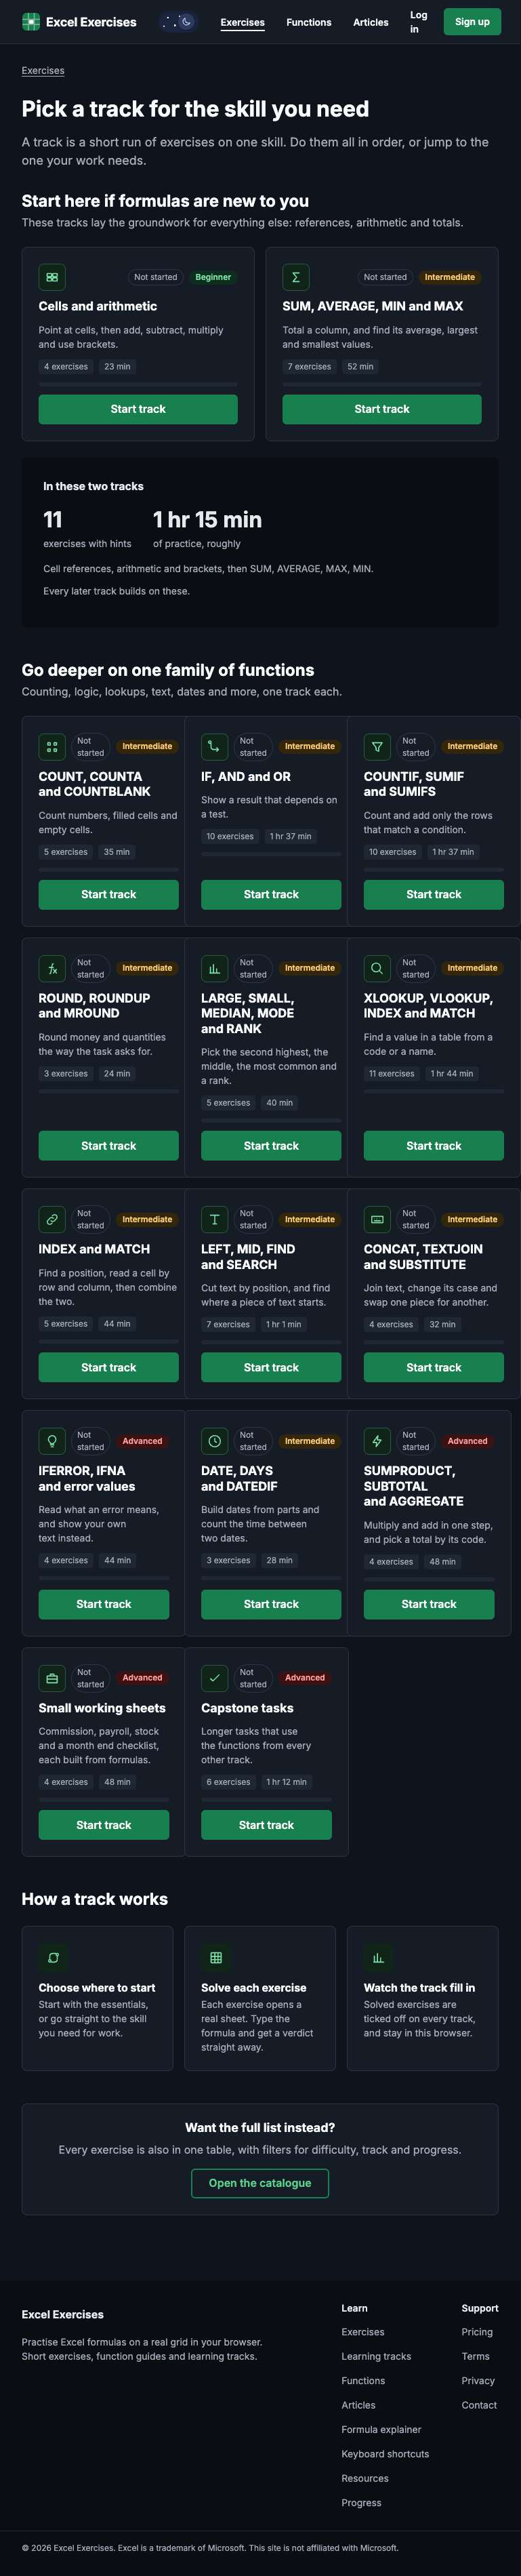 Excel Exercises
Exercises
Functions
Articles
Log
in
Sign up
Exercises
Pick a track for the skill you need
A track is a short run of exercises on one skill. Do them all in order, or jump to the
one your work needs.
Start here if formulas are new to you
These tracks lay the groundwork for everything else: references, arithmetic and totals.
Not started
Beginner
Cells and arithmetic
Point at cells, then add, subtract, multiply
and use brackets.
4 exercises
23 min
Start track
Not started
Intermediate
SUM, AVERAGE, MIN and MAX
Total a column, and find its average, largest
and smallest values.
7 exercises
52 min
Start track
In these two tracks
11
exercises with hints
1 hr 15 min
of practice, roughly
Cell references, arithmetic and brackets, then SUM, AVERAGE, MAX, MIN.
Every later track builds on these.
Go deeper on one family of functions
Counting, logic, lookups, text, dates and more, one track each.
Not
started
Intermediate
COUNT, COUNTA
and COUNTBLANK
Count numbers, filled cells and
empty cells.
5 exercises
35 min
Start track
Not
started
Intermediate
IF, AND and OR
Show a result that depends on
a test.
10 exercises
1 hr 37 min
Start track
Not
started
Intermediate
COUNTIF, SUMIF
and SUMIFS
Count and add only the rows
that match a condition.
10 exercises
1 hr 37 min
Start track
Not
started
Intermediate
ROUND, ROUNDUP
and MROUND
Round money and quantities
the way the task asks for.
3 exercises
24 min
Start track
Not
started
Intermediate
LARGE, SMALL,
MEDIAN, MODE
and RANK
Pick the second highest, the
middle, the most common and
a rank.
5 exercises
40 min
Start track
Not
started
Intermediate
XLOOKUP, VLOOKUP,
INDEX and MATCH
Find a value in a table from a
code or a name.
11 exercises
1 hr 44 min
Start track
Not
started
Intermediate
INDEX and MATCH
Find a position, read a cell by
row and column, then combine
the two.
5 exercises
44 min
Start track
Not
started
Intermediate
LEFT, MID, FIND
and SEARCH
Cut text by position, and find
where a piece of text starts.
7 exercises
1 hr 1 min
Start track
Not
started
Intermediate
CONCAT, TEXTJOIN
and SUBSTITUTE
Join text, change its case and
swap one piece for another.
4 exercises
32 min
Start track
Not
started
Advanced
IFERROR, IFNA
and error values
Read what an error means,
and show your own
text instead.
4 exercises
44 min
Start track
Not
started
Intermediate
DATE, DAYS
and DATEDIF
Build dates from parts and
count the time between
two dates.
3 exercises
28 min
Start track
Not
started
Advanced
SUMPRODUCT,
SUBTOTAL
and AGGREGATE
Multiply and add in one step,
and pick a total by its code.
4 exercises
48 min
Start track
Not
started
Advanced
Small working sheets
Commission, payroll, stock
and a month end checklist,
each built from formulas.
4 exercises
48 min
Start track
Not
started
Advanced
Capstone tasks
Longer tasks that use
the functions from every
other track.
6 exercises
1 hr 12 min
Start track
How a track works
Choose where to start
Start with the essentials,
or go straight to the skill
you need for work.
Solve each exercise
Each exercise opens a
real sheet. Type the
formula and get a verdict
straight away.
Watch the track fill in
Solved exercises are
ticked off on every track,
and stay in this browser.
Want the full list instead?
Every exercise is also in one table, with filters for difficulty, track and progress.
Open the catalogue
Excel Exercises
Practise Excel formulas on a real grid in your browser.
Short exercises, function guides and learning tracks.
Learn
Exercises
Learning tracks
Functions
Articles
Formula explainer
Keyboard shortcuts
Resources
Progress
Support
Pricing
Terms
Privacy
Contact
© 2026 Excel Exercises. Excel is a trademark of Microsoft. This site is not affiliated with Microsoft.